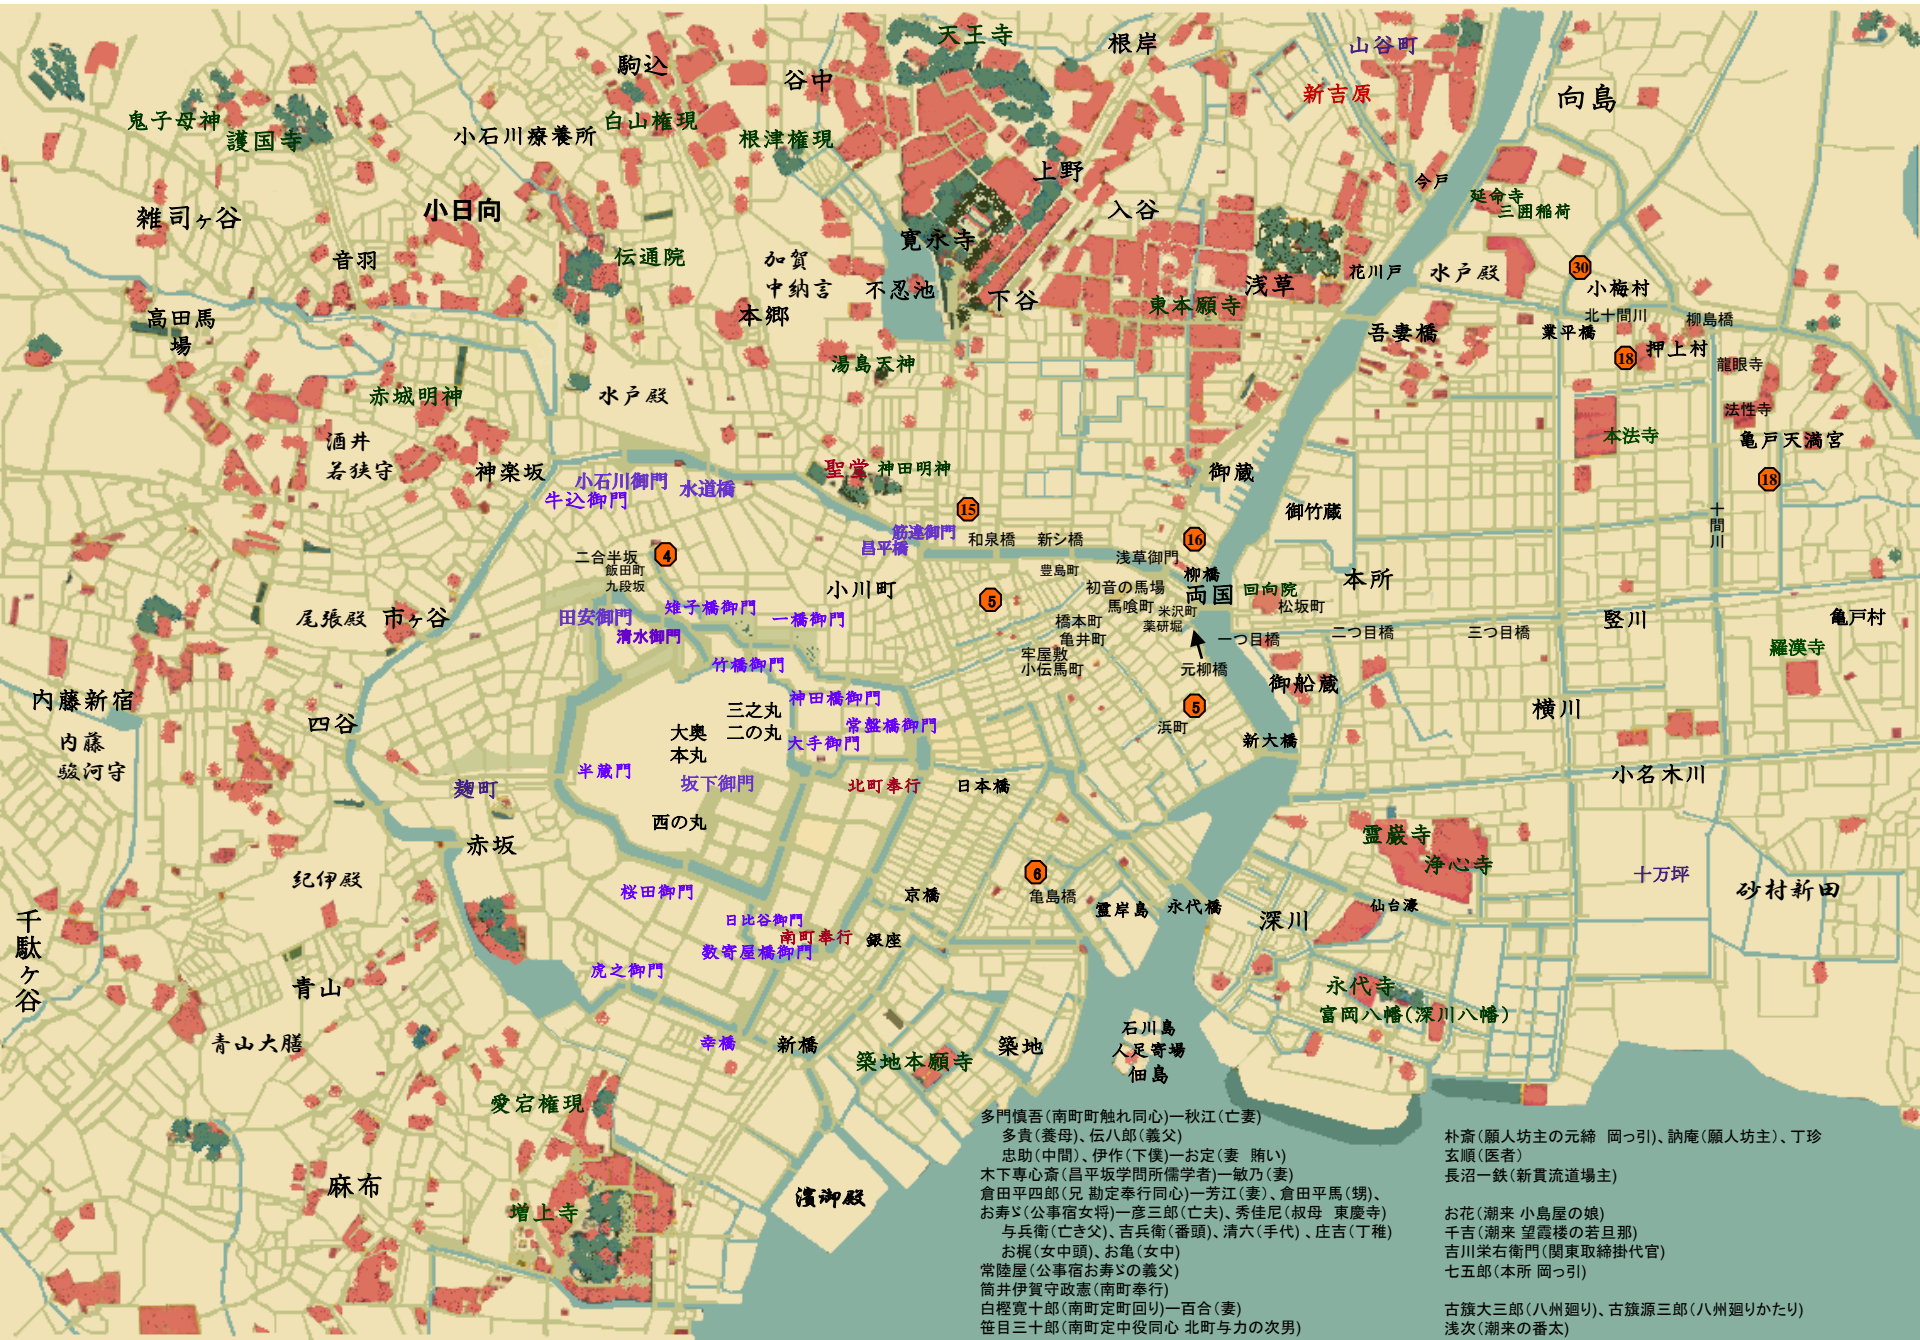 天王寺
根岸
山谷町
駒込
谷中
新吉原
向島
鬼子母神
護国寺
小石川療養所
白山権現
根津権現
上野
今戸
延命寺
三囲稲荷
雑司ヶ谷
小日向
入谷
寛永寺
音羽
伝通院
加賀
中納言
不忍池
下谷
浅草
花川戸
水戸殿
30
小梅村
本郷
東本願寺
北十間川
柳島橋
高田馬
場
吾妻橋
業平橋
18
押上村
龍眼寺
湯島天神
赤城明神
水戸殿
法性寺
本法寺
亀戸天満宮
酒井
若狭守
神楽坂
聖堂
神田明神
御蔵
18
小石川御門
牛込御門
水道橋
15
御竹蔵
十間川
筋違御門
昌平橋
和泉橋
新シ橋
16
浅草御門
二合半坂
4
飯田町
九段坂
豊島町
柳橋
本所
小川町
5
初音の馬場
両国
回向院
馬喰町
米沢町
松坂町
尾張殿
市ヶ谷
田安御門
雉子橋御門
一橋御門
橋本町
薬研堀
竪川
亀戸村
清水御門
亀井町
一つ目橋
二つ目橋
三つ目橋
竹橋御門
牢屋敷
小伝馬町
元柳橋
羅漢寺
御船蔵
内藤新宿
神田橋御門
三之丸
5
横川
四谷
大奥
二の丸
常盤橋御門
浜町
内藤
駿河守
本丸
大手御門
新大橋
半蔵門
坂下御門
北町奉行
日本橋
小名木川
麹町
西の丸
赤坂
霊巌寺
浄心寺
紀伊殿
6
十万坪
砂村新田
桜田御門
京橋
亀島橋
霊岸島
永代橋
仙台濠
千駄ヶ谷
日比谷御門
南町奉行
銀座
深川
数寄屋橋御門
虎之御門
青山
永代寺
富岡八幡(深川八幡)
青山大膳
幸橋
新橋
築地
石川島
人足寄場
佃島
築地本願寺
愛宕権現
麻布
増上寺
濱御殿
多門慎吾(南町町触れ同心)ー秋江(亡妻)
多貴(養母)、伝八郎(義父)
忠助(中間)、伊作(下僕)ーお定(妻 賄い)
木下専心斎(昌平坂学問所儒学者)ー敏乃(妻)
倉田平四郎(兄 勘定奉行同心)ー芳江(妻)、倉田平馬(甥)、
お寿ゞ(公事宿女将)ー彦三郎(亡夫)、秀佳尼(叔母 東慶寺)
与兵衛(亡き父)、吉兵衛(番頭)、清六(手代)、庄吉(丁稚)
お梶(女中頭)、お亀(女中)
常陸屋(公事宿お寿ゞの義父)
筒井伊賀守政憲(南町奉行)
白樫寛十郎(南町定町回り)ー百合(妻)
笹目三十郎(南町定中役同心 北町与力の次男)
朴斎(願人坊主の元締 岡っ引)、訥庵(願人坊主)、丁珍
玄順(医者)
長沼一鉄(新貫流道場主)
お花(潮来 小島屋の娘)
千吉(潮来 望霞楼の若旦那)
吉川栄右衛門(関東取締掛代官)
七五郎(本所 岡っ引)
古籏大三郎(八州廻り)、古籏源三郎(八州廻りかたり)
浅次(潮来の番太)